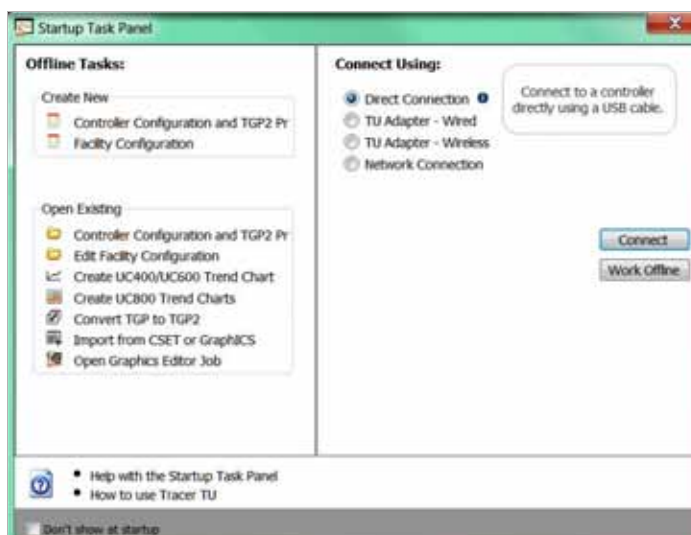 Startup Task Panel
Offline Tasks:
Create New
Controller Configuration and TGP2 Pr
Facility Configuration
Open Existing
Controller Configuration and TGP2 Pr
Edit Facility Configuration
Create UC400/UC600 Trend Chart
Create UC800 Trend Charts
Convert TGP to TGP2
Import from CSET or GraphICS
Open Graphics Editor Job
Connect Using:
Direct Connection
TU Adapter - Wired
TU Adapter - Wireless
Network Connection
Connect to a controller
directly using a USB cable.
Connect
Work Offline
Help with the Startup Task Panel
How to use Tracer TU
Don't show at startup